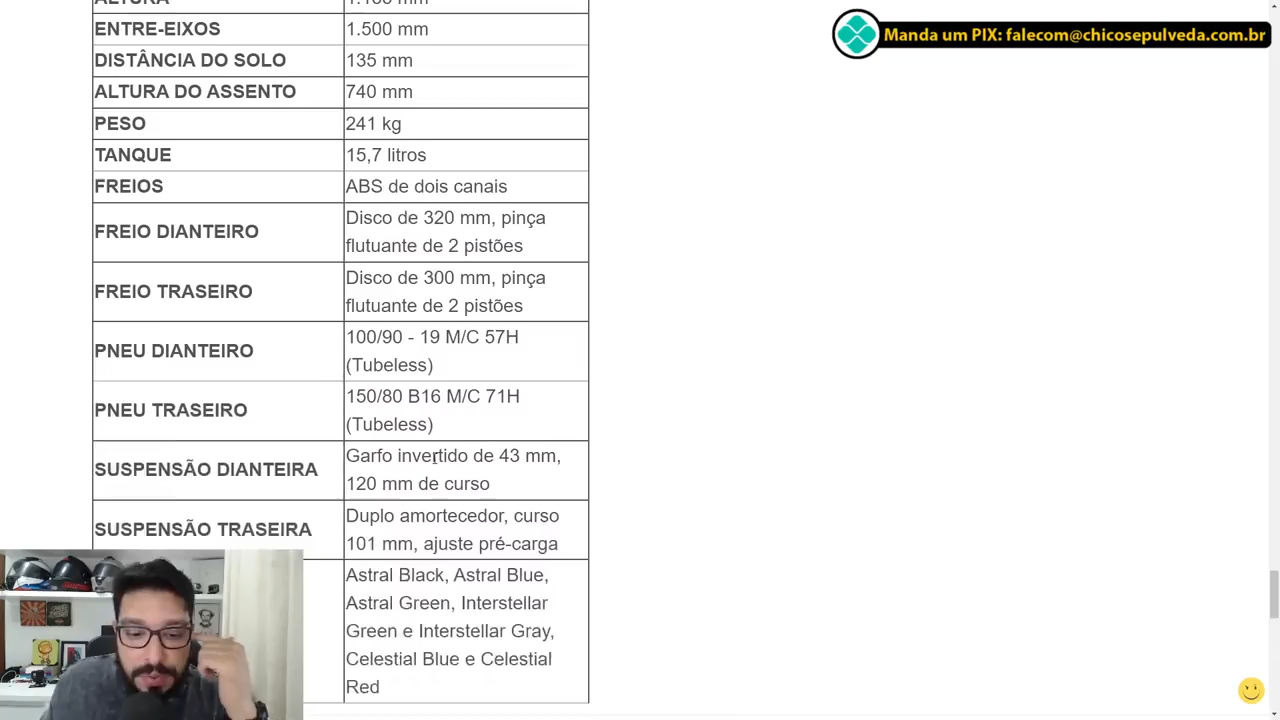 ALTURA 1.100 mm
Manda um PIX: falecom@chicosepulveda.com.br
ENTRE-EIXOS 1.500 mm
DISTÂNCIA DO SOLO 135 mm
ALTURA DO ASSENTO 740 mm
PESO 241 kg
TANQUE 15,7 litros
FREIOS ABS de dois canais
FREIO DIANTEIRO Disco de 320 mm, pinça
flutuante de 2 pistões
FREIO TRASEIRO Disco de 300 mm, pinça
flutuante de 2 pistões
PNEU DIANTEIRO 100/90 - 19 M/C 57H
(Tubeless)
PNEU TRASEIRO 150/80 B16 M/C 71H
(Tubeless)
SUSPENSÃO DIANTEIRA Garfo invertido de 43 mm,
120 mm de curso
SUSPENSÃO TRASEIRA Duplo amortecedor, curso
101 mm, ajuste pré-carga
Astral Black, Astral Blue,
Astral Green, Interstellar
Green e Interstellar Gray,
Celestial Blue e Celestial
Red